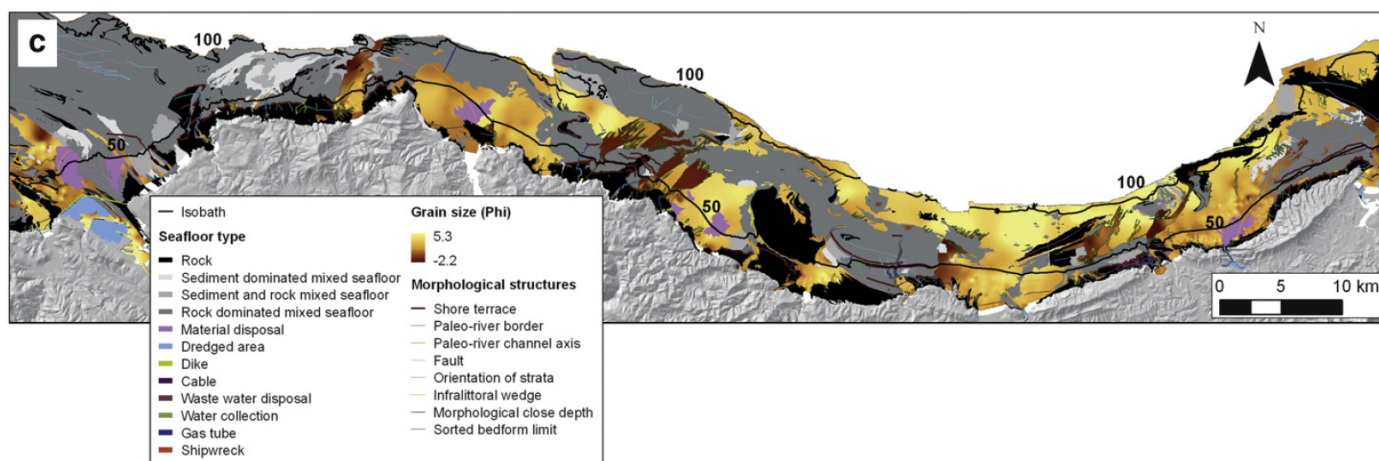 c
N
100
100
100
50
50
50
Isobath
Seafloor type
Rock
Sediment dominated mixed seafloor
Sediment and rock mixed seafloor
Rock dominated mixed seafloor
Material disposal
Dredged area
Dike
Cable
Waste water disposal
Water collection
Gas tube
Shipwreck
Grain size (Phi)
5.3
-2.2
Morphological structures
Shore terrace
Paleo-river border
Paleo-river channel axis
Fault
Orientation of strata
Infralittoral wedge
Morphological close depth
Sorted bedform limit
0 5 10 km